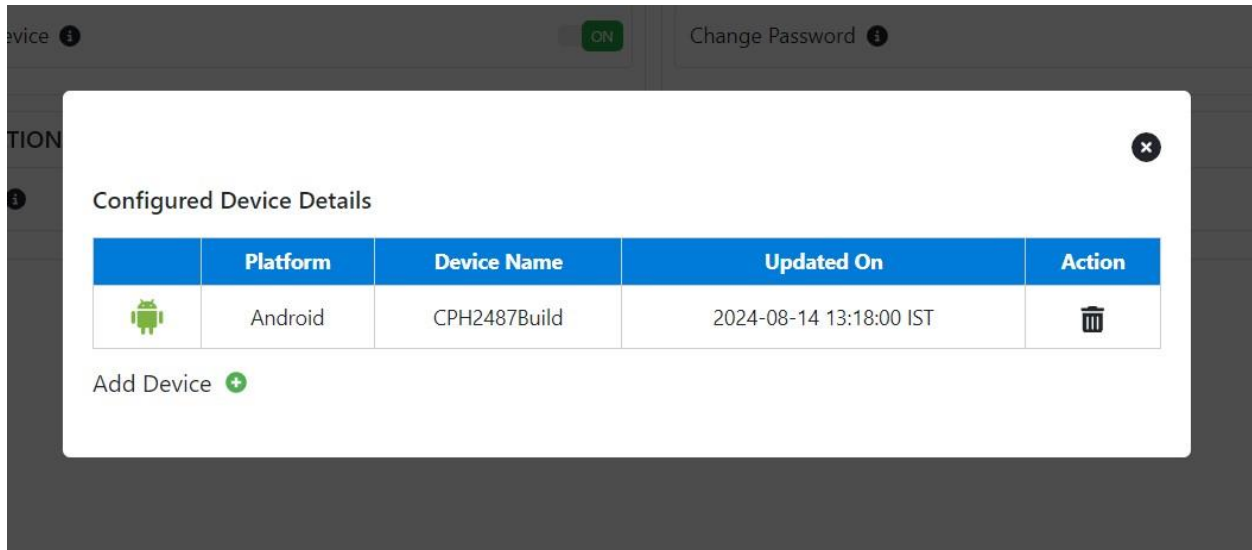 evice
ON
Change Password
TION
Configured Device Details
Platform Device Name Updated On Action
Android CPH2487Build 2024-08-14 13:18:00 IST
Add Device